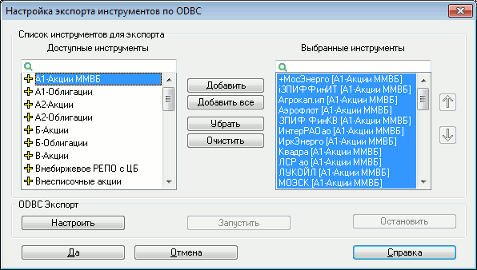 Настройка экспорта инструментов по ODBC
Список инструментов для экспорта
Доступные инструменты
А1-Акции ММВБ
А1-Облигации
А2-Акции
А2-Облигации
Б-Акции
Б-Облигации
В-Акции
Внебиржевое РЕПО с ЦБ
Внесписочные акции
Добавить
Добавить все
Убрать
Очистить
Выбранные инструменты
+МосЭнерго [А1-Акции ММВБ]
iЗПИФФинИТ [А1-Акции ММВБ]
Агрокап.ип [А1-Акции ММВБ]
Аэрофлот [А1-Акции ММВБ]
ЗПИФ ФинКВ [А1-Акции ММВБ]
ИнтерРАОао [А1-Акции ММВБ]
ИркЭнерго [А1-Акции ММВБ]
Квадра [А1-Акции ММВБ]
ЛСР ао [А1-Акции ММВБ]
ЛУКОЙЛ [А1-Акции ММВБ]
МОЭСК [А1-Акции ММВБ]
ODBC Экспорт
Настроить
Запустить
Остановить
Да
Отмена
Справка